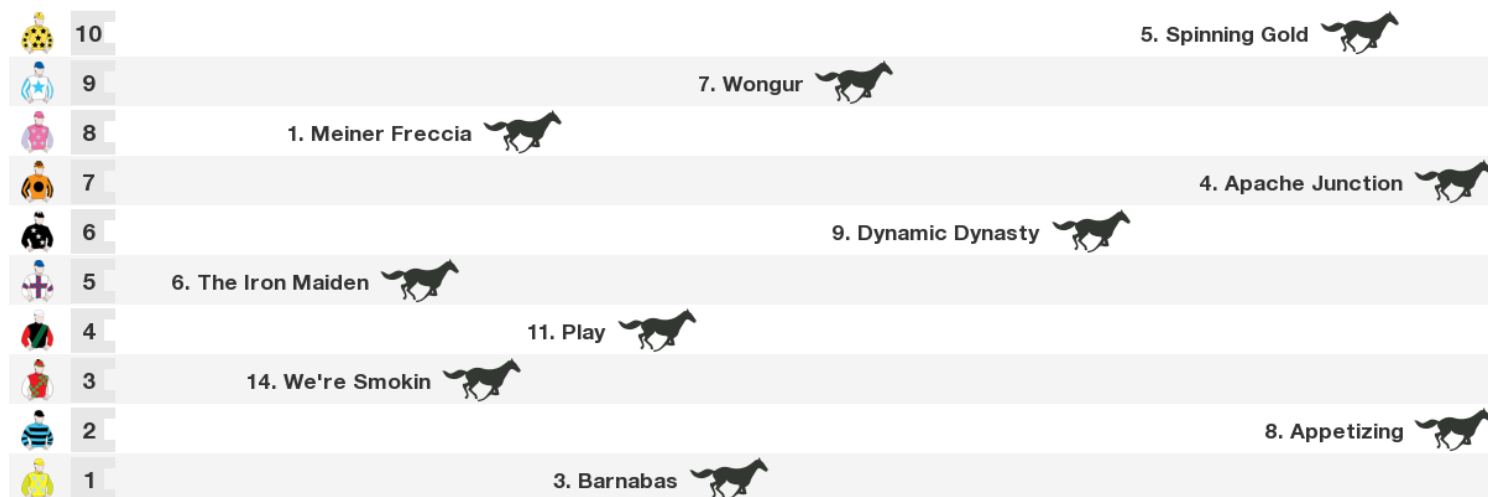 10 5. Spinning Gold
9 7. Wongur
8 1. Meiner Freccia
7 4. Apache Junction
6 9. Dynamic Dynasty
5 6. The Iron Maiden
4 11. Play
3 14. We're Smokin
2 8. Appetizing
1 3. Barnabas